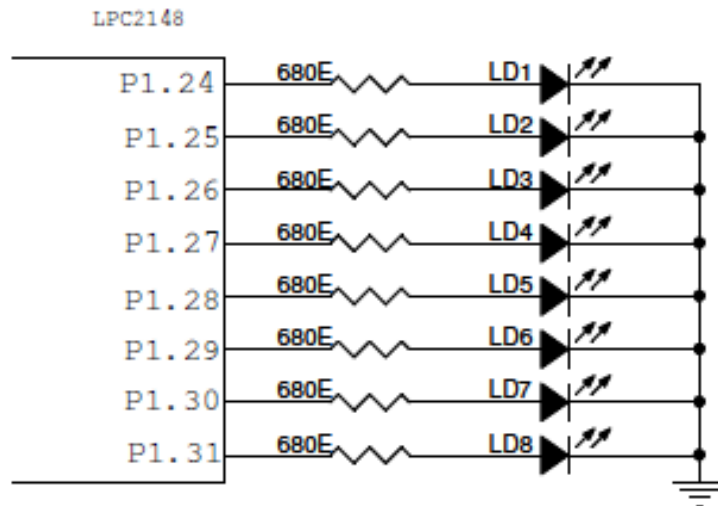 LPC2148
P1.24 680E LD1
P1.25 680E LD2
P1.26 680E LD3
P1.27 680E LD4
P1.28 680E LD5
P1.29 680E LD6
P1.30 680E LD7
P1.31 680E LD8